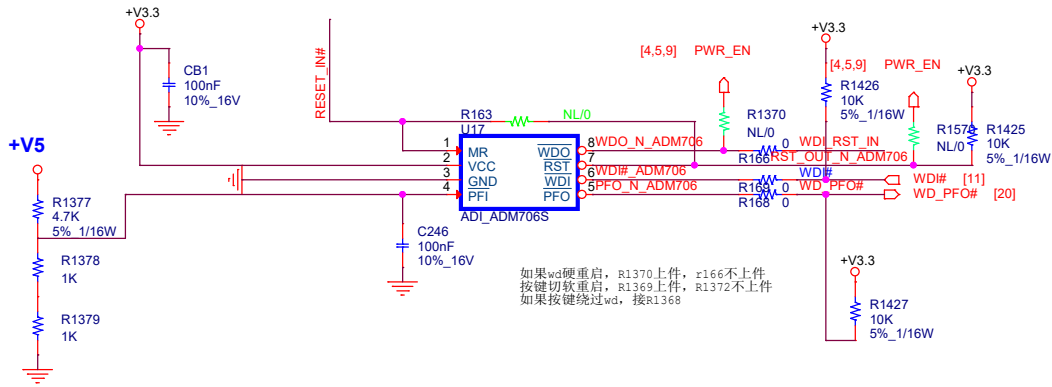 +V3.3
CB1
100nF
10%_16V
RESET_IN#
[4,5,9] PWR_EN
+V3.3
[4,5,9] PWR_EN
+V3.3
R1426
10K
5%_1/16W
R163
NL/0
R1370
NL/0
R1425
10K
5%_1/16W
NL/0
U17
1
MR
2
VCC
3
GND
4
PFI
WDO
8
RST
7
WDI
6
PFO
5
WDO_N_ADM706
WDI#_ADM706
PFO_N_ADM706
ADI_ADM706S
R166
0
WDI_RST_IN
RST_OUT_N_ADM706
R169
0
WDI#
R168
0
WD_PFO#
WDI# [11]
WD_PFO# [20]
+V5
R1377
4.7K
5%_1/16W
R1378
1K
R1379
1K
C246
100nF
10%_16V
如果wd硬重启，R1370上件，r166不上件
按键切软重启，R1369上件，R1372不上件
如果按键绕过wd，接R1368
+V3.3
R1427
10K
5%_1/16W